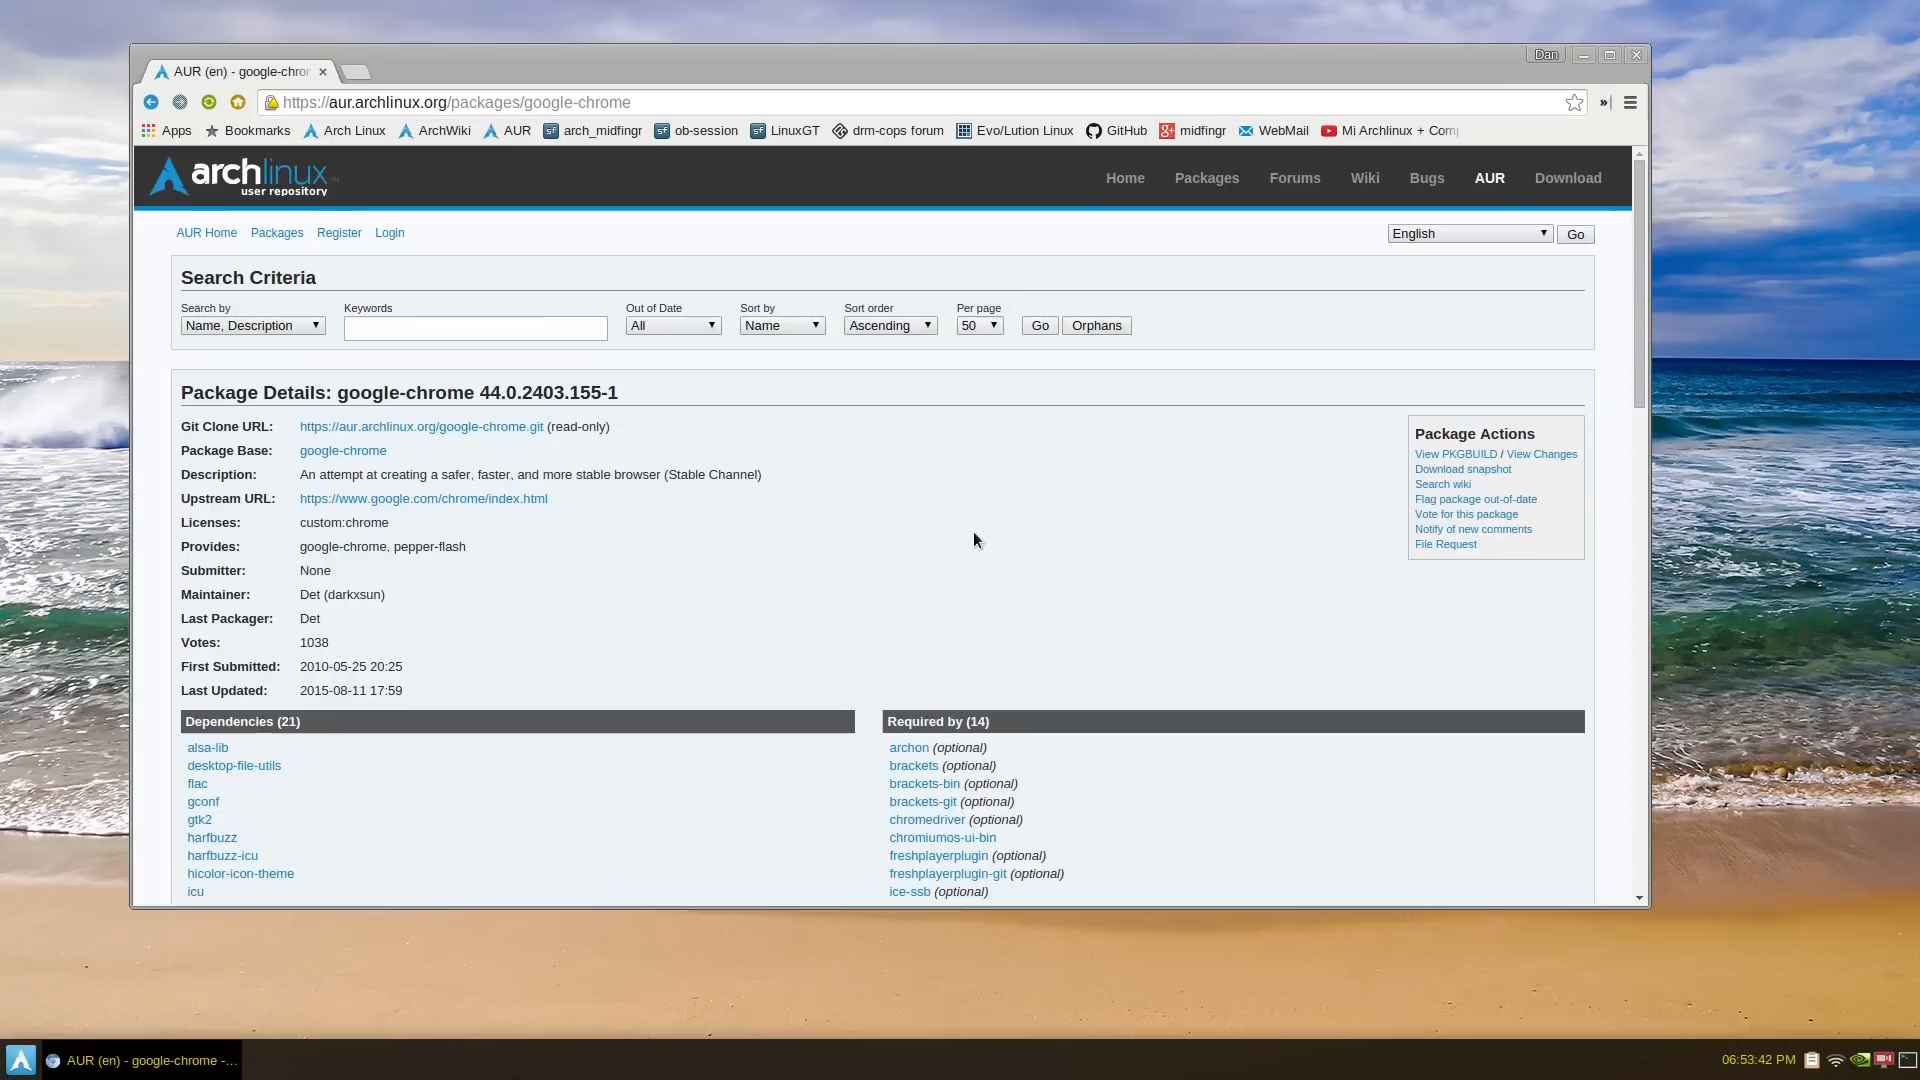 Dan
AUR (en) - google-chro
https://aur.archlinux.org/packages/google-chrome
Apps Bookmarks Arch Linux ArchWiki AUR arch_midfingr ob-session LinuxGT drm-cops forum Evo/Lution Linux GitHub midfingr WebMail Mi Archlinux + Com
archlinux
user repository
Home Packages Forums Wiki Bugs AUR Download
AUR Home Packages Register Login English Go
Search Criteria
Search by Keywords Out of Date Sort by Sort order Per page
Name, Description All Name Ascending 50 Go Orphans
Package Details: google-chrome 44.0.2403.155-1
Git Clone URL: https://aur.archlinux.org/google-chrome.git (read-only)
Package Base: google-chrome
Description: An attempt at creating a safer, faster, and more stable browser (Stable Channel)
Upstream URL: https://www.google.com/chrome/index.html
Licenses: custom:chrome
Provides: google-chrome, pepper-flash
Submitter: None
Maintainer: Det (darkxsun)
Last Packager: Det
Votes: 1038
First Submitted: 2010-05-25 20:25
Last Updated: 2015-08-11 17:59
Package Actions
View PKGBUILD / View Changes
Download snapshot
Search wiki
Flag package out-of-date
Vote for this package
Notify of new comments
File Request
Dependencies (21)
alsa-lib
desktop-file-utils
flac
gconf
gtk2
harfbuzz
harfbuzz-icu
hicolor-icon-theme
icu
Required by (14)
archon (optional)
brackets (optional)
brackets-bin (optional)
brackets-git (optional)
chromedriver (optional)
chromiumos-ui-bin
freshplayerplugin (optional)
freshplayerplugin-git (optional)
ice-ssb (optional)
AUR (en) - google-chrome -...
06:53:42 PM